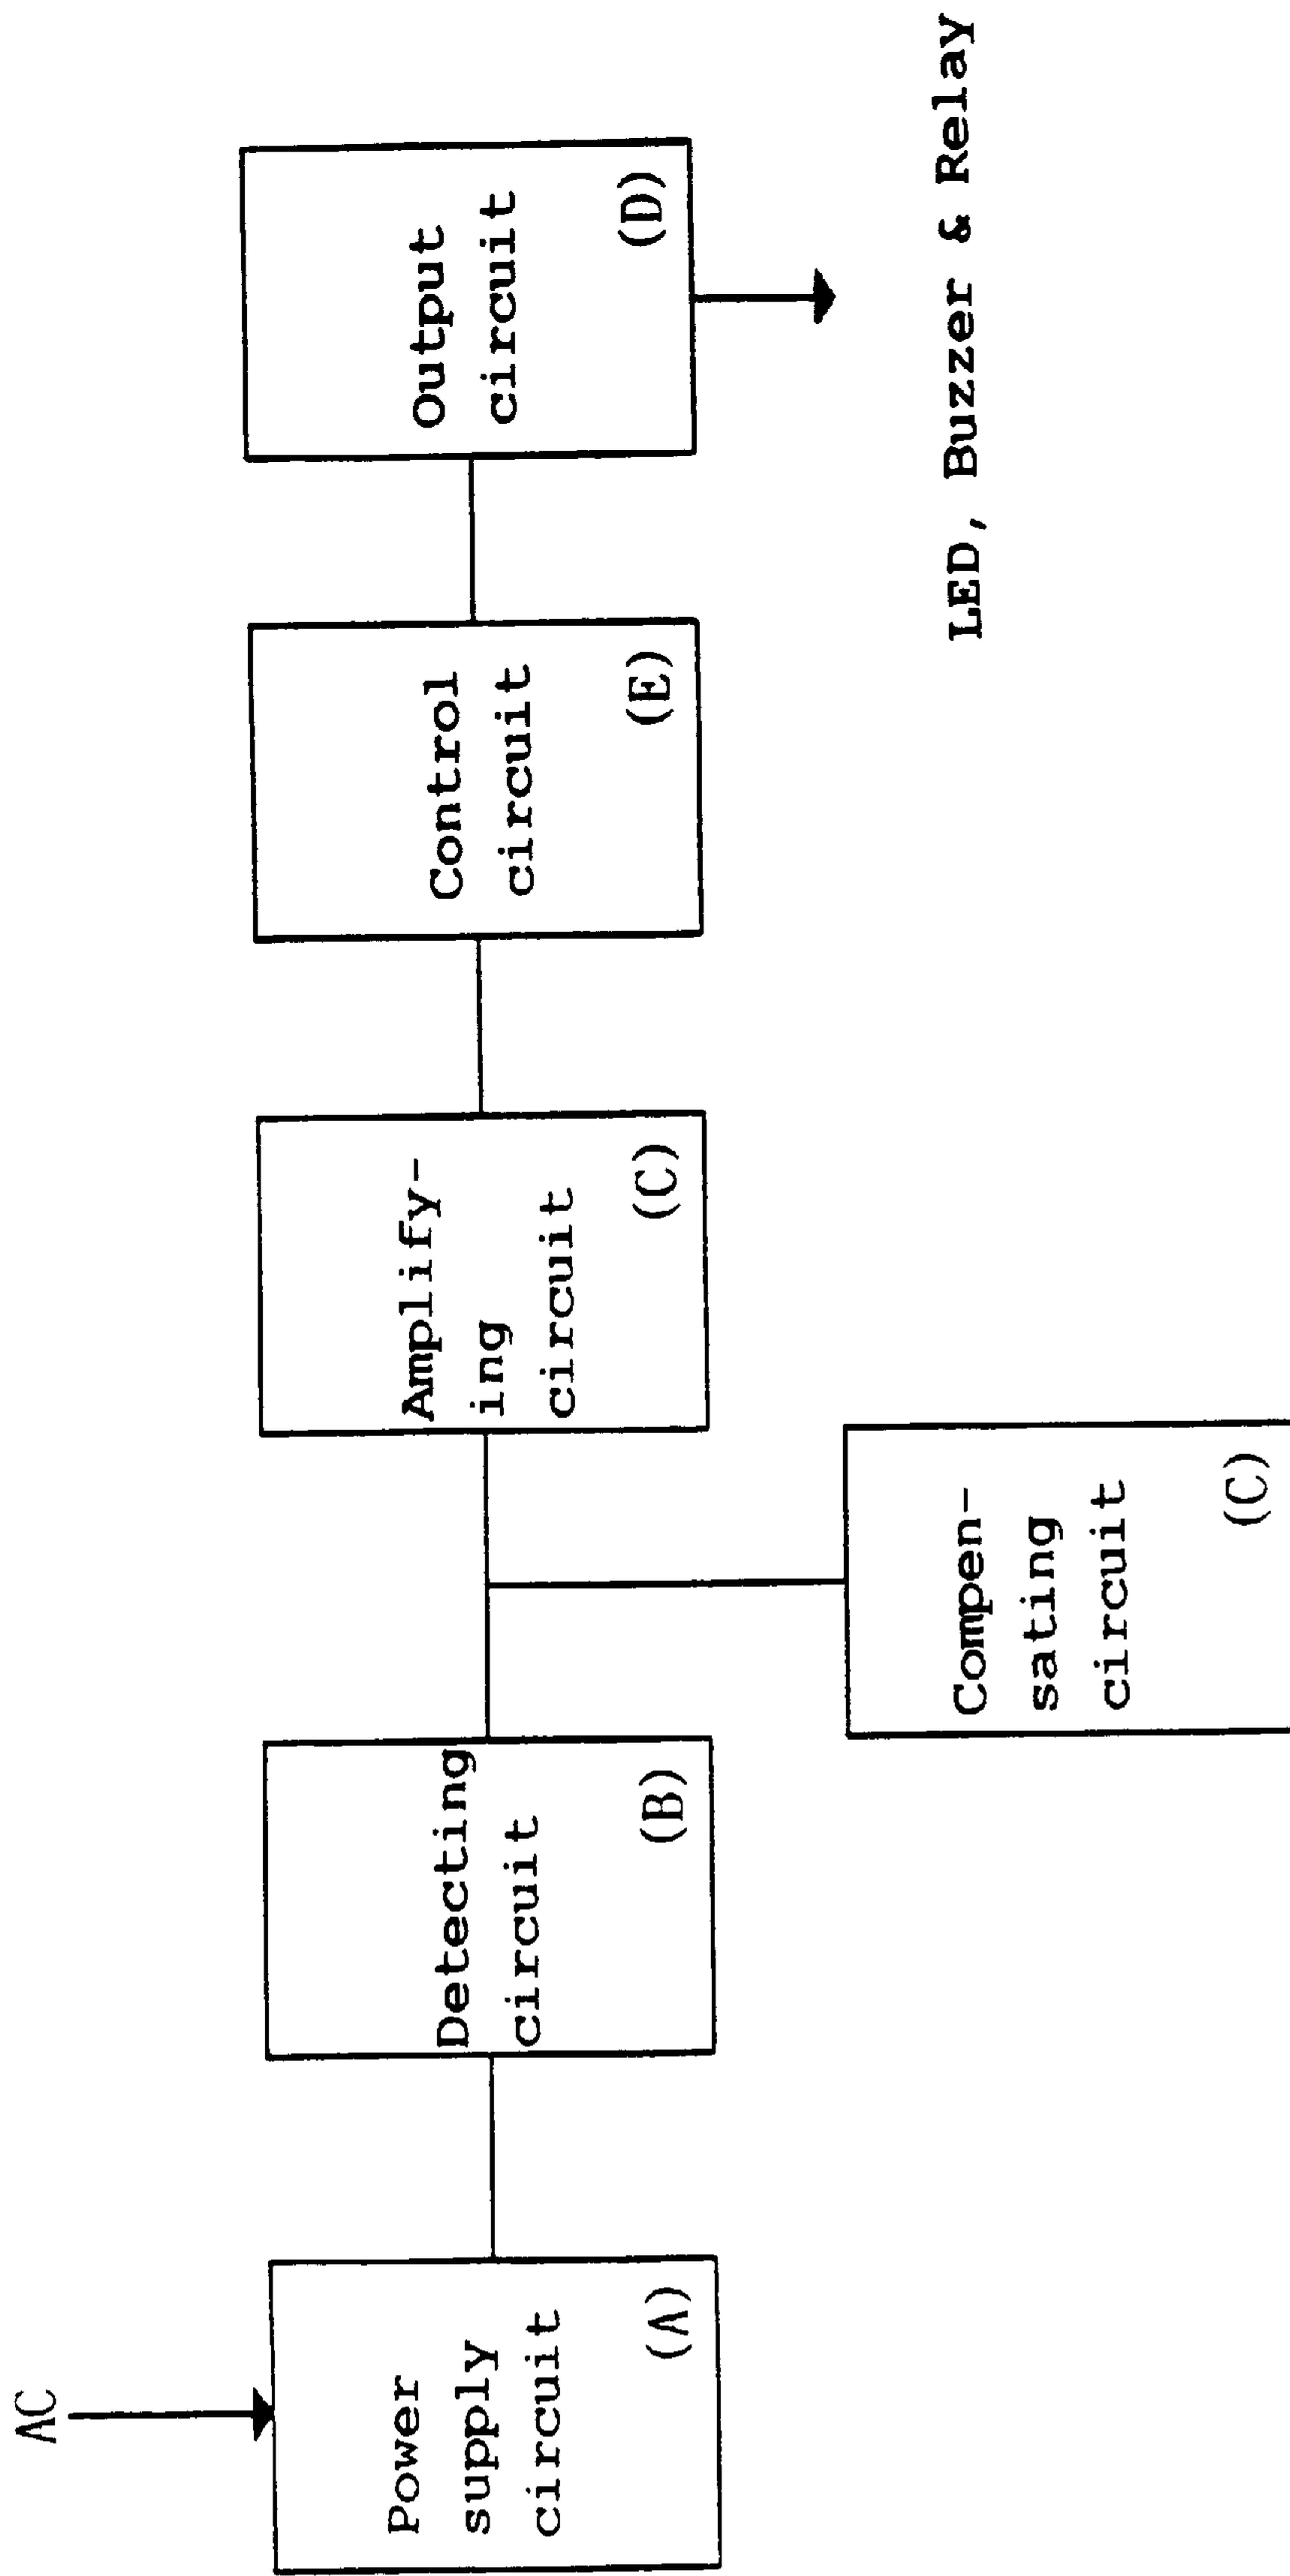 AC
Power
supply
circuit
(A)
Detecting
circuit
(B)
Compen-
sating
circuit
(C)
Amplify-
ing
circuit
(C)
Control
circuit
(E)
Output
circuit
(D)
LED, Buzzer & Relay